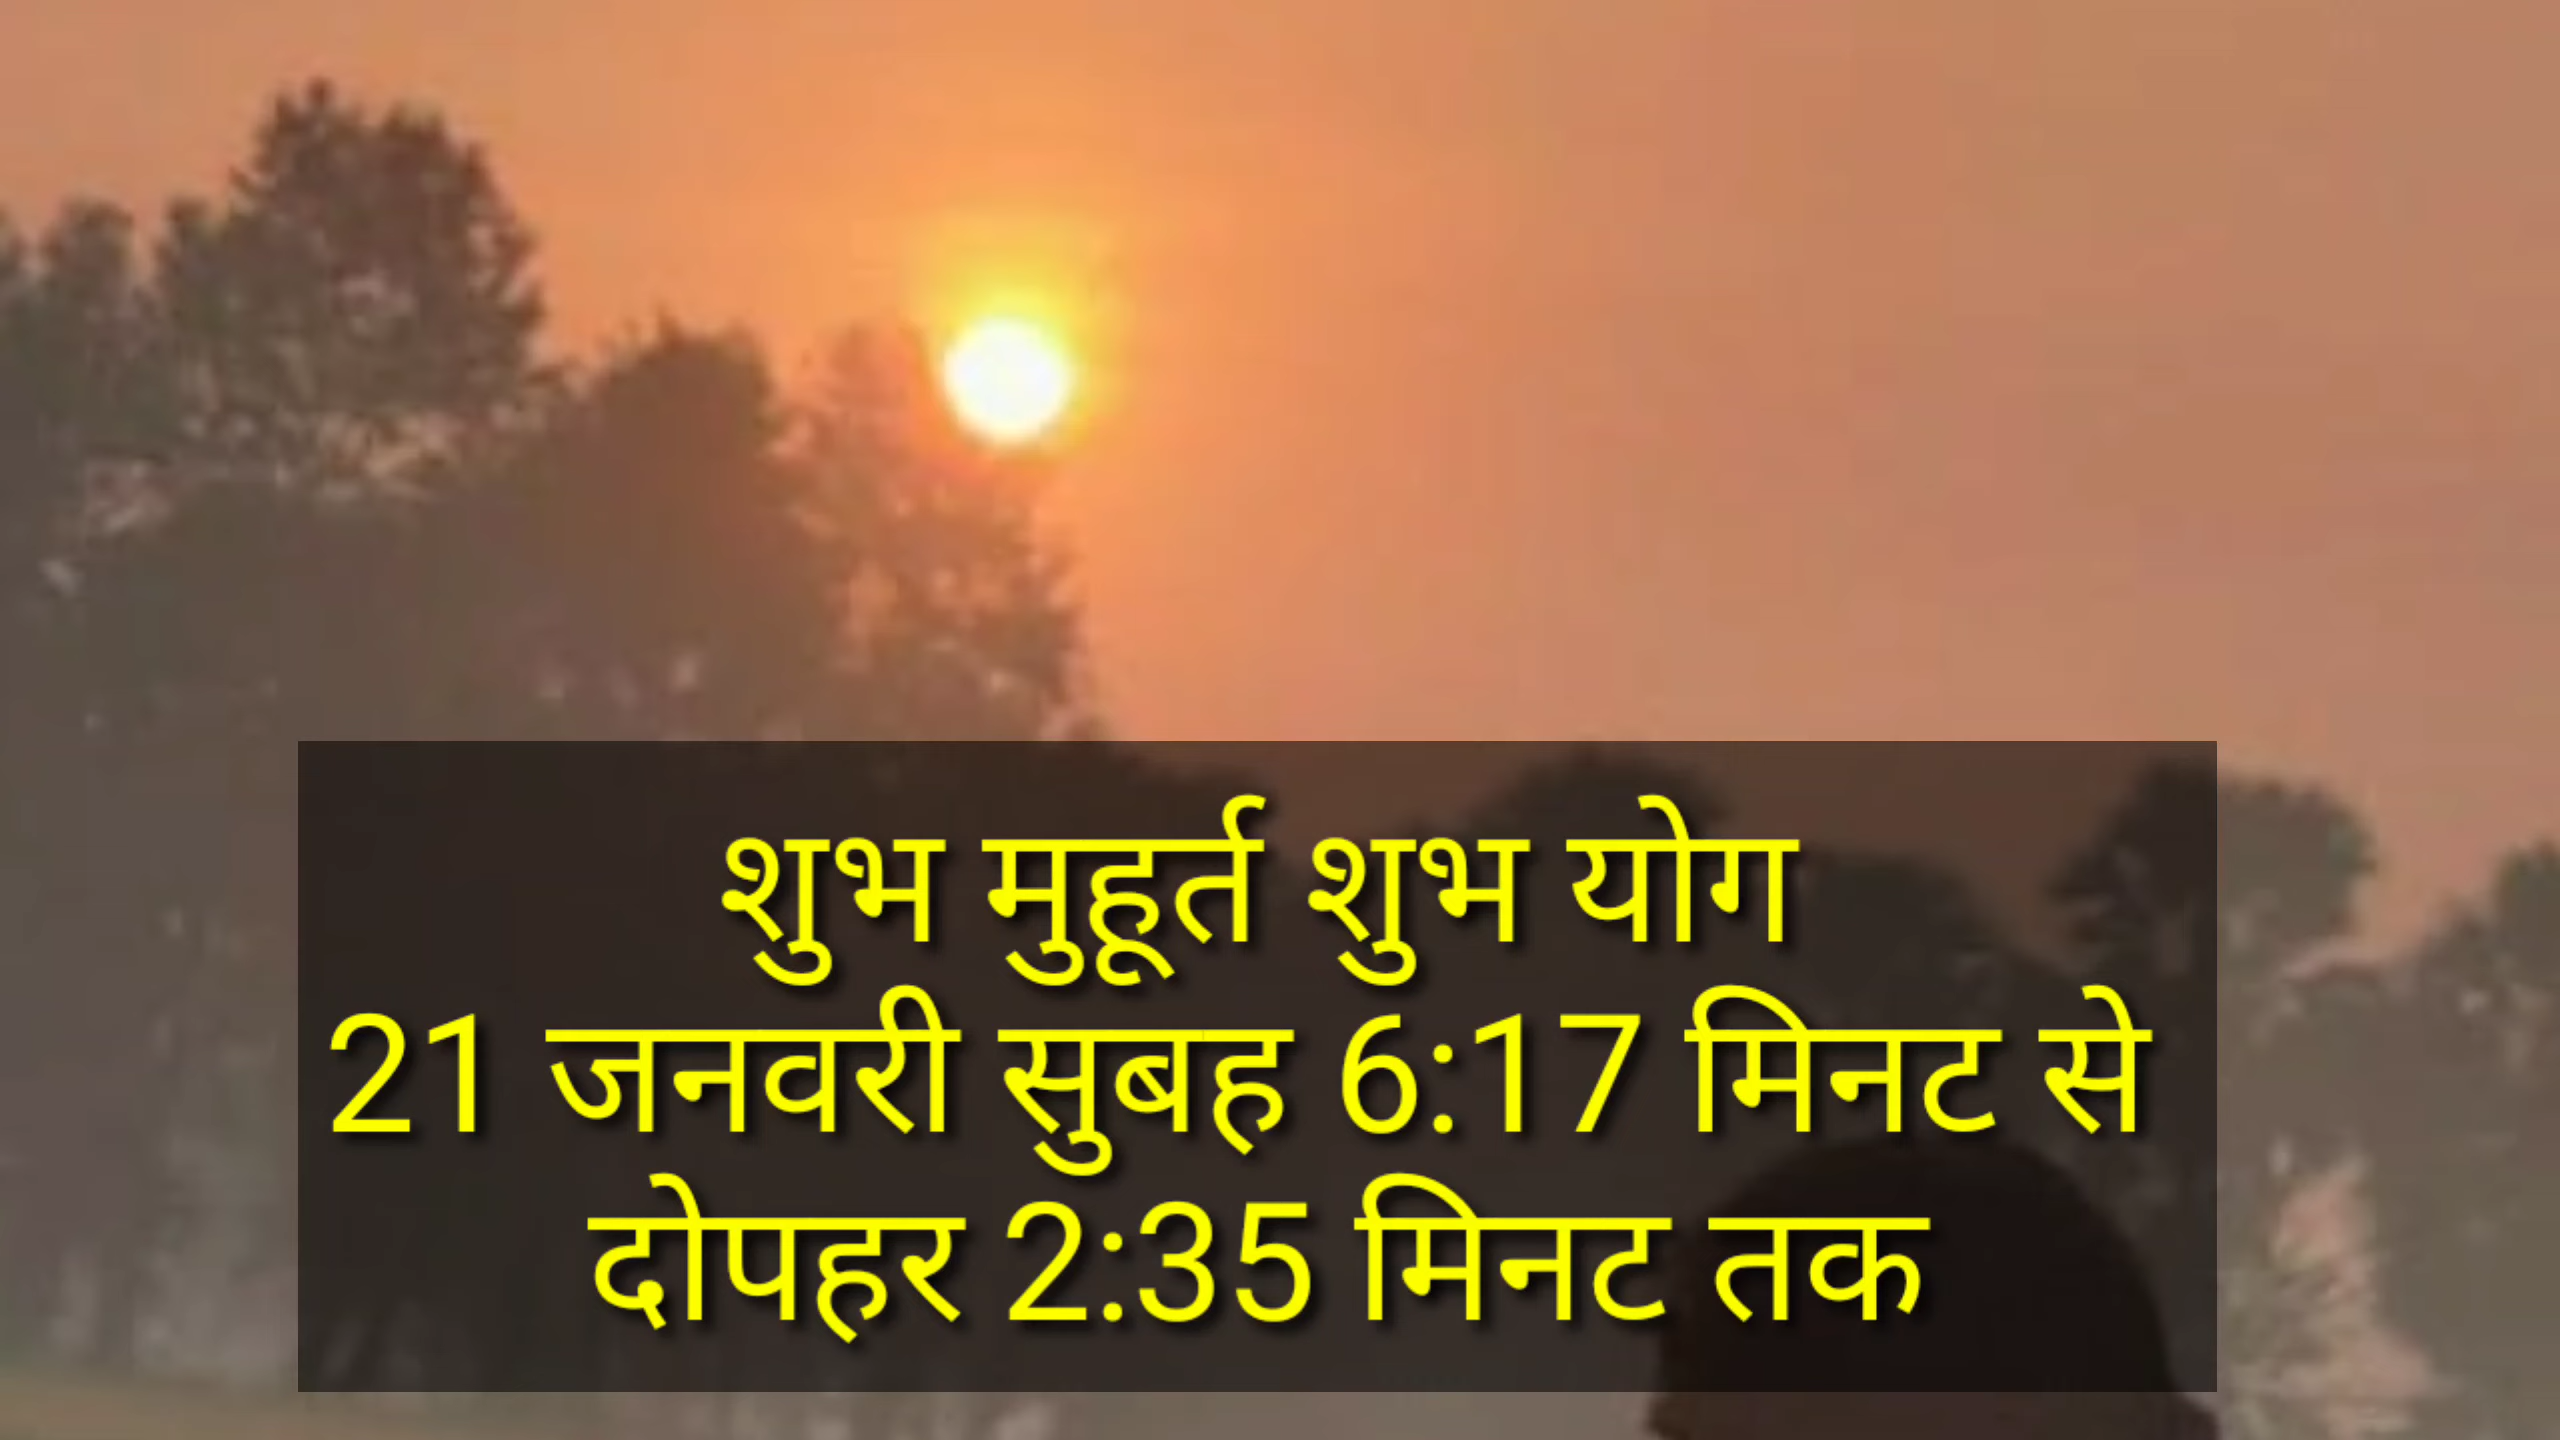 शुभ मुहूर्त शुभ योग
21 जनवरी सुबह 6:17 मिनट से
दोपहर 2:35 मिनट तक